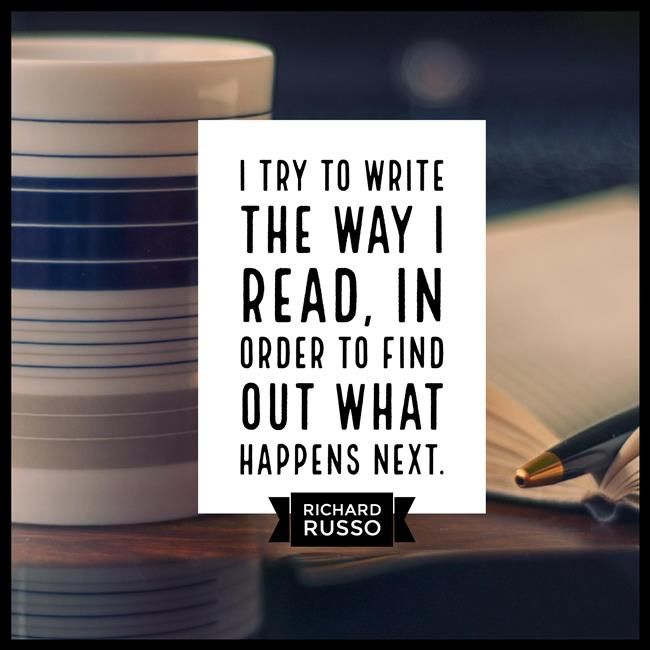 I TRY TO WRITE
THE WAY I
READ, IN
ORDER TO FIND
OUT WHAT
HAPPENS NEXT.
RICHARD
RUSSO